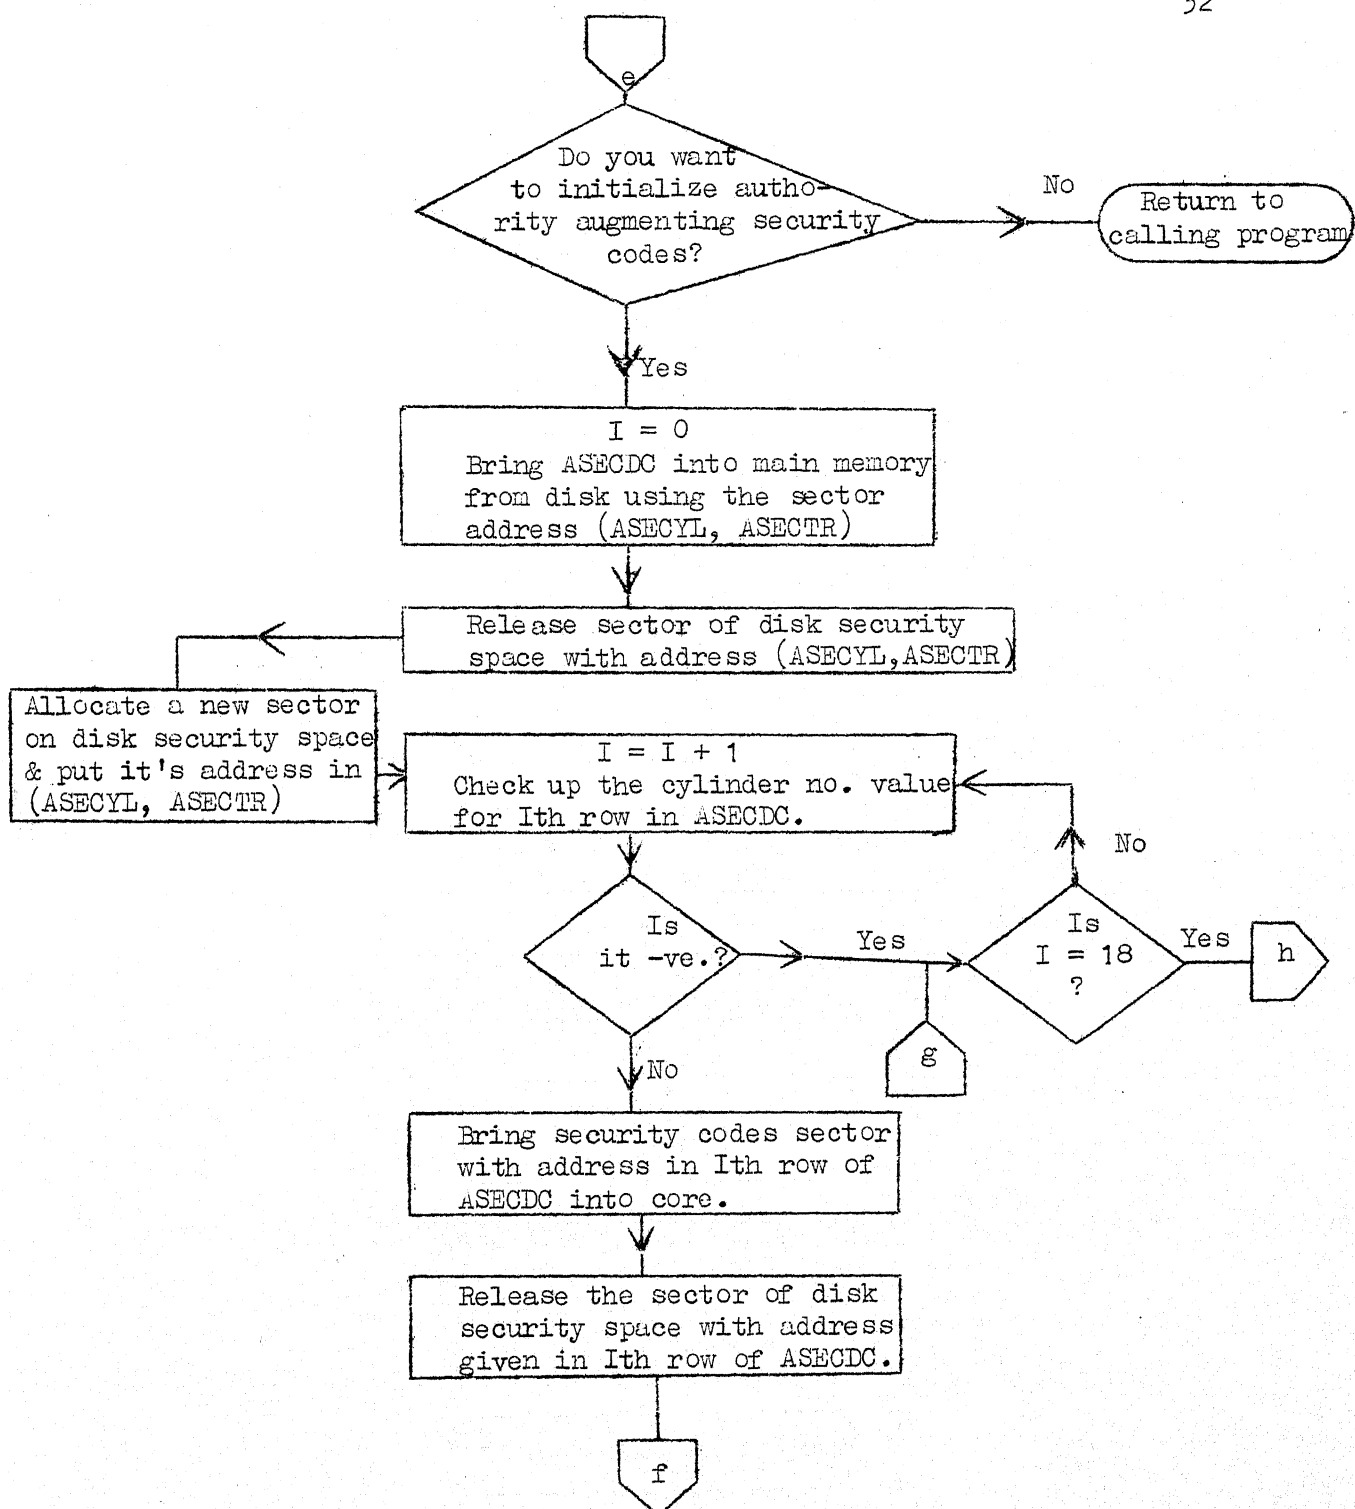 52
e
Do you want
to initialize autho-
rity augmenting security
codes?
No
Return to
calling program
Yes
I = 0
Bring ASECDC into main memory
from disk using the sector
address (ASECYL, ASECTR)
Release sector of disk security
space with address (ASECYL,ASECTR)
Allocate a new sector
on disk security space
& put it's address in
(ASECYL, ASECTR)
I = I + 1
Check up the cylinder no. value
for Ith row in ASECDC.
No
Is
it -ve.?
Yes
Is
I = 18
?
Yes
h
g
No
Bring security codes sector
with address in Ith row of
ASECDC into core.
Release the sector of disk
security space with address
given in Ith row of ASECDC.
f